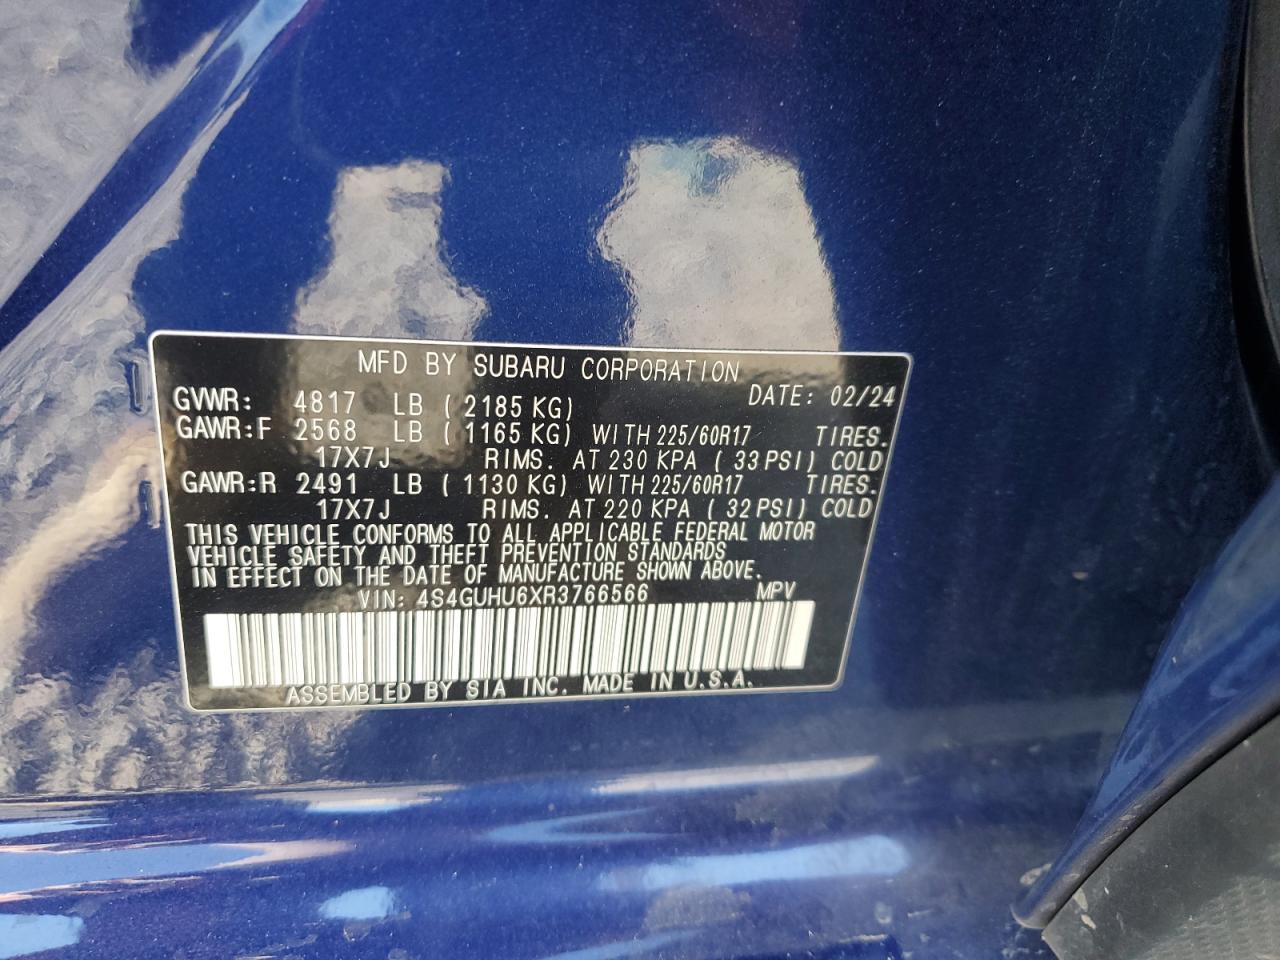 MFD BY SUBARU CORPORATION
GVWR: 4817 LB ( 2185 KG) DATE: 02/24
GAWR:F 2568 LB ( 1165 KG) WITH 225/60R17 TIRES.
17X7J RIMS. AT 230 KPA ( 33 PSI) COLD
GAWR:R 2491 LB ( 1130 KG) WITH 225/60R17 TIRES.
17X7J RIMS. AT 220 KPA ( 32 PSI) COLD
THIS VEHICLE CONFORMS TO ALL APPLICABLE FEDERAL MOTOR
VEHICLE SAFETY AND THEFT PREVENTION STANDARDS
IN EFFECT ON THE DATE OF MANUFACTURE SHOWN ABOVE.
VIN: 4S4GUHU6XR3766566 MPV
ASSEMBLED BY SIA INC. MADE IN U.S.A.